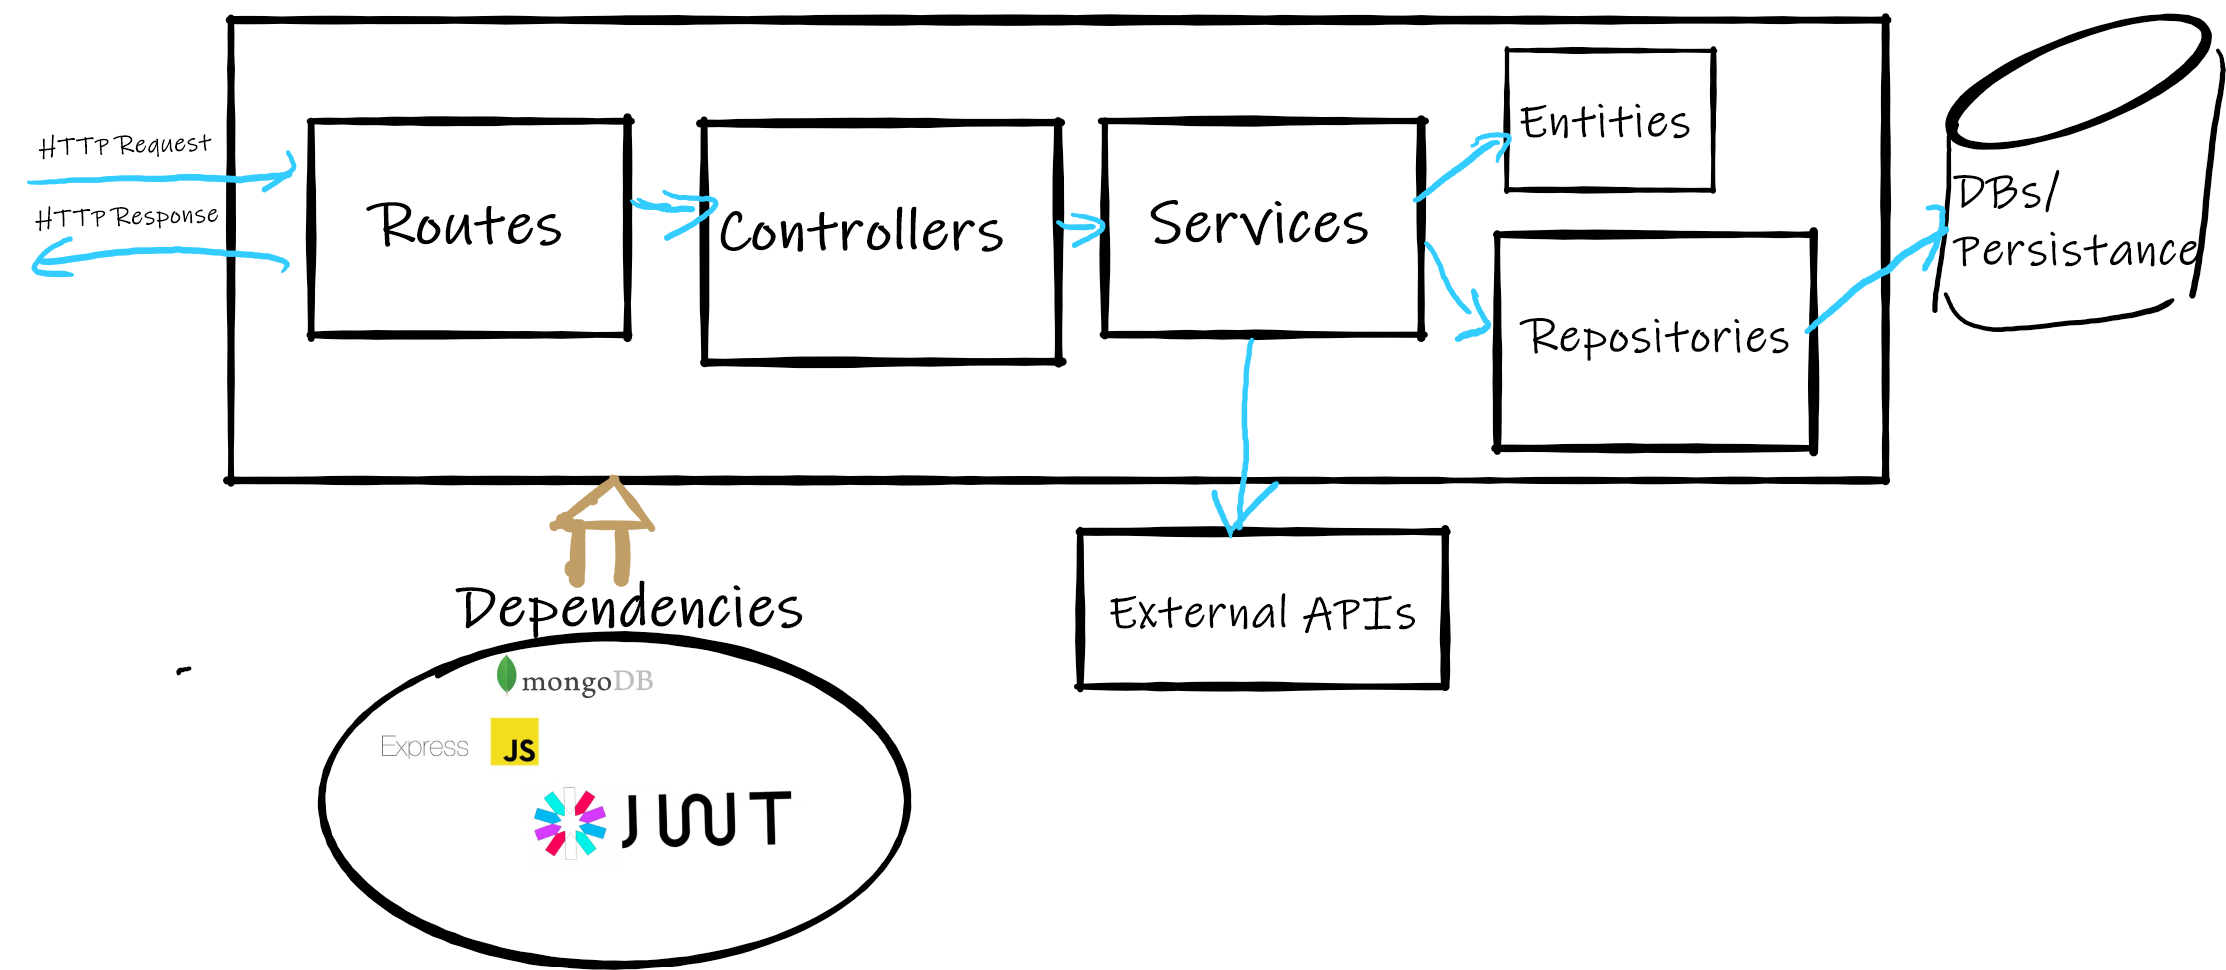 HTTP Request
HTTP Response
Routes
Controllers
Services
Entities
Repositories
DBs/
Persistance
External APIs
Dependencies
mongoDB
Express
JS
JWT